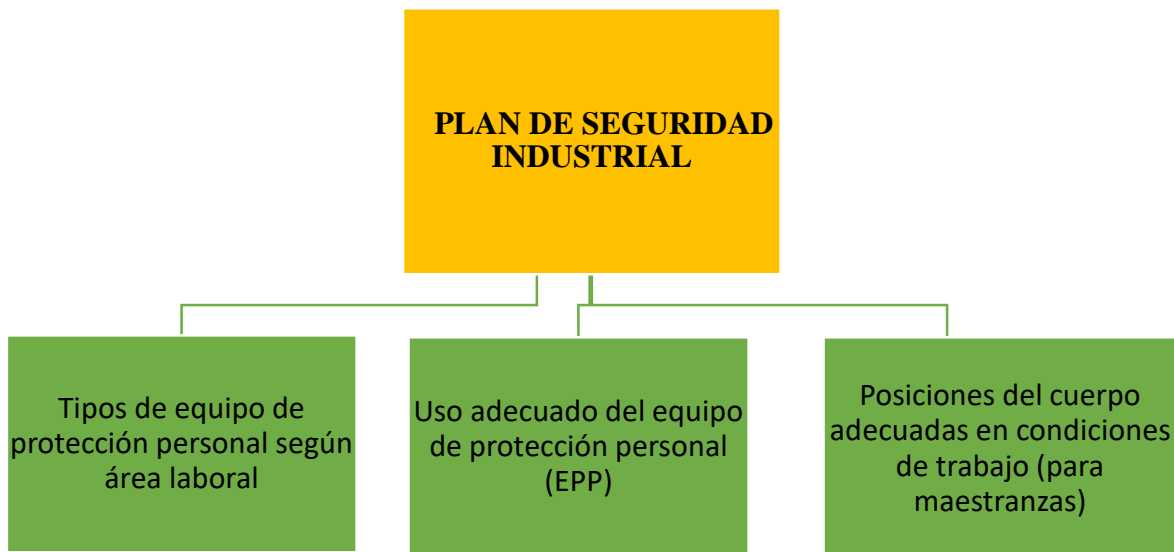 PLAN DE SEGURIDAD
INDUSTRIAL
Tipos de equipo de
protección personal según
área laboral
Uso adecuado del equipo
de protección personal
(EPP)
Posiciones del cuerpo
adecuadas en condiciones
de trabajo (para
maestranzas)